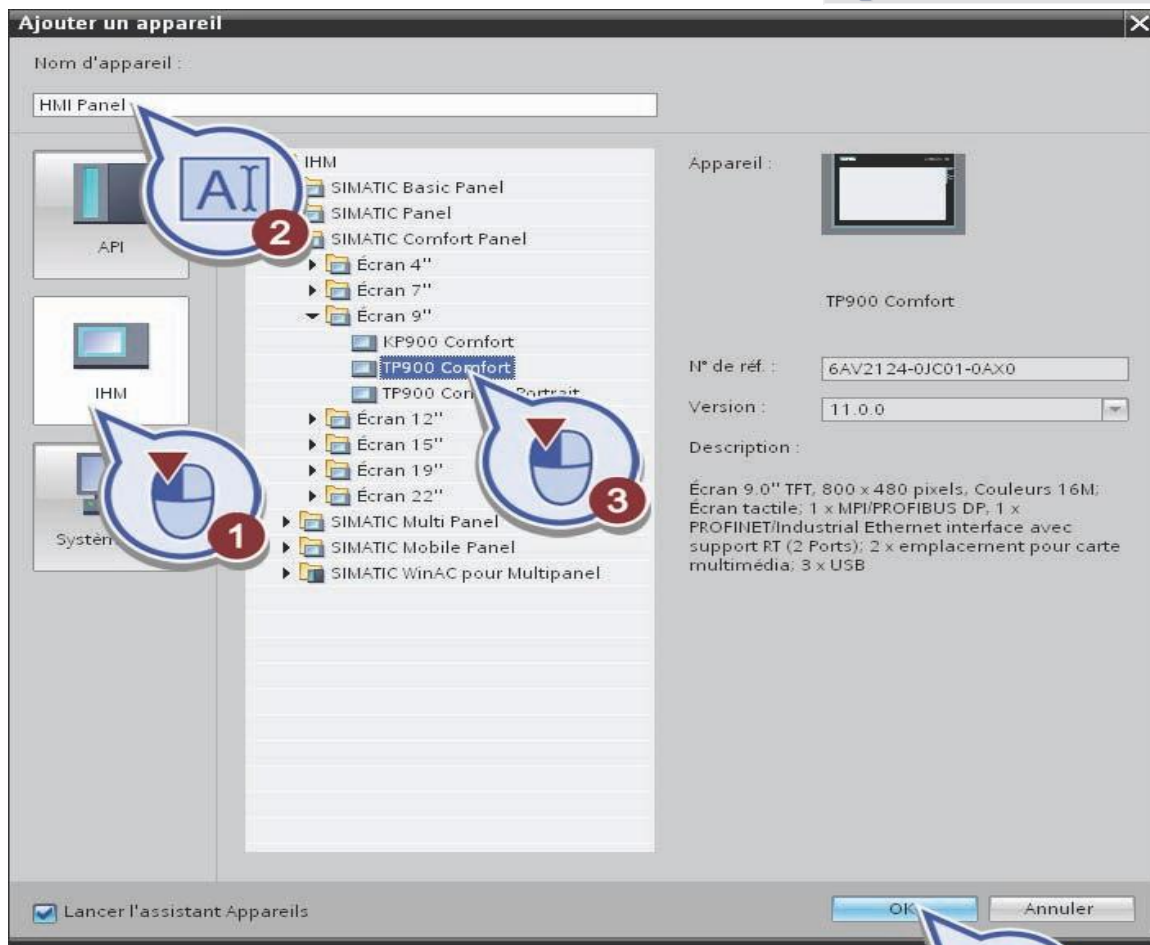 Ajouter un appareil
Nom d'appareil :
HMI Panel
API
IHM
2
IHM
SIMATIC Basic Panel
SIMATIC Panel
SIMATIC Comfort Panel
Écran 4''
Écran 7''
Écran 9''
KP900 Comfort
TP900 Comfort
TP900 Portrait
Écran 12''
Écran 15''
Écran 19''
Écran 22''
SIMATIC Multi Panel
SIMATIC Mobile Panel
SIMATIC WinAC pour Multipanel
1
3
Appareil :
TP900 Comfort
N° de réf. :
6AV2124-0JC01-0AX0
Version :
11.0.0
Description :
Écran 9.0'' TFT, 800 x 480 pixels, Couleurs 16M;
Écran tactile; 1 x MPI/PROFIBUS DP, 1 x
PROFINET/Industrial Ethernet interface avec
support RT (2 Ports); 2 x emplacement pour carte
multimédia; 3 x USB
Lancer l'assistant Appareils
OK
Annuler